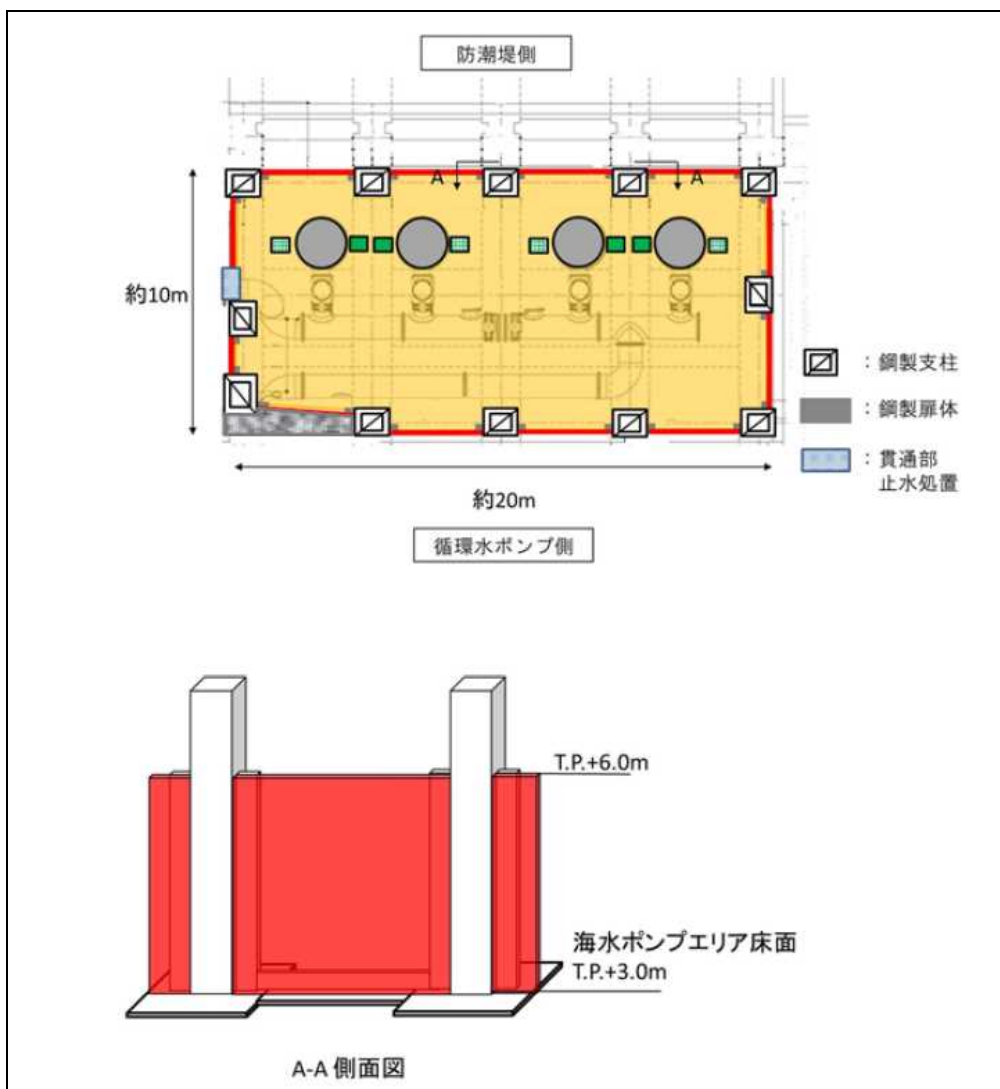 防潮堤側
A
A
約10m
：鋼製支柱
：鋼製扉体
：貫通部
止水処置
約20m
循環水ポンプ側
T.P.+6.0m
海水ポンプエリア床面
T.P.+3.0m
A-A 側面図